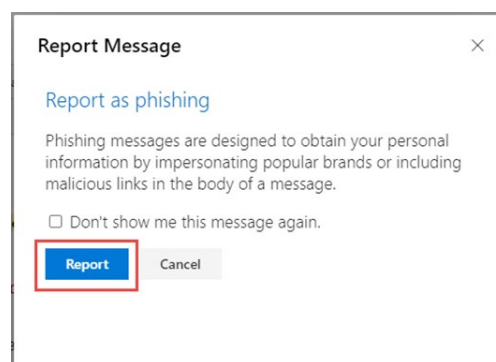 Report Message
Report as phishing
Phishing messages are designed to obtain your personal
information by impersonating popular brands or including
malicious links in the body of a message.
Don't show me this message again.
Report Cancel